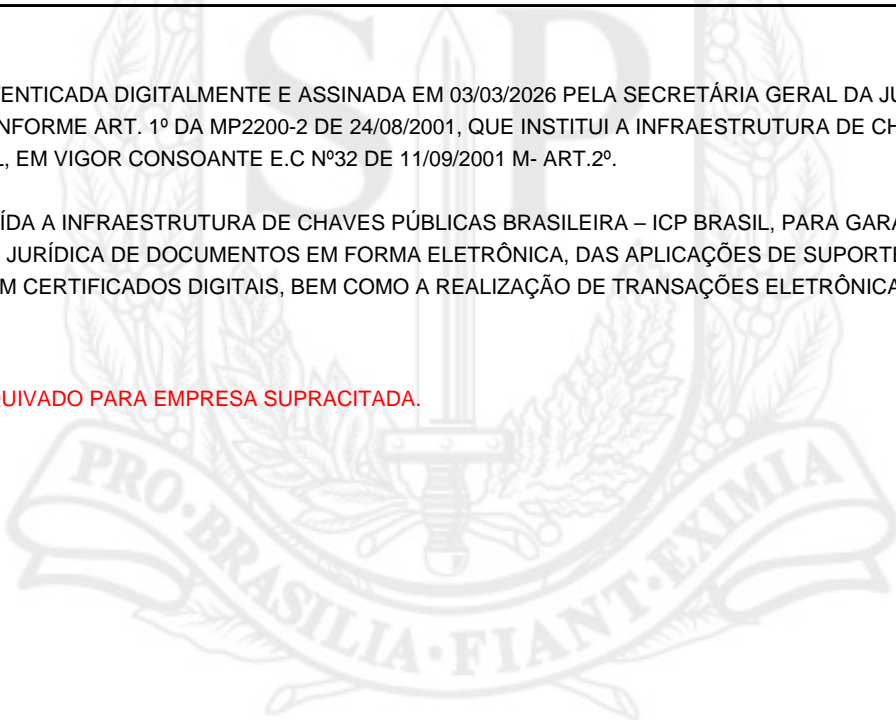 ENTICADA DIGITALMENTE E ASSINADA EM 03/03/2026 PELA SECRETÁRIA GERAL DA JU
NFORME ART. 1º DA MP2200-2 DE 24/08/2001, QUE INSTITUI A INFRAESTRUTURA DE CH
L, EM VIGOR CONSOANTE E.C Nº32 DE 11/09/2001 M- ART.2º.
ÍDA A INFRAESTRUTURA DE CHAVES PÚBLICAS BRASILEIRA – ICP BRASIL, PARA GARA
JURÍDICA DE DOCUMENTOS EM FORMA ELETRÔNICA, DAS APLICAÇÕES DE SUPORTE
M CERTIFICADOS DIGITAIS, BEM COMO A REALIZAÇÃO DE TRANSAÇÕES ELETRÔNICA
UIVADO PARA EMPRESA SUPRACITADA.
SP
PRO·BRASILIA·FIANT·EXIMIA